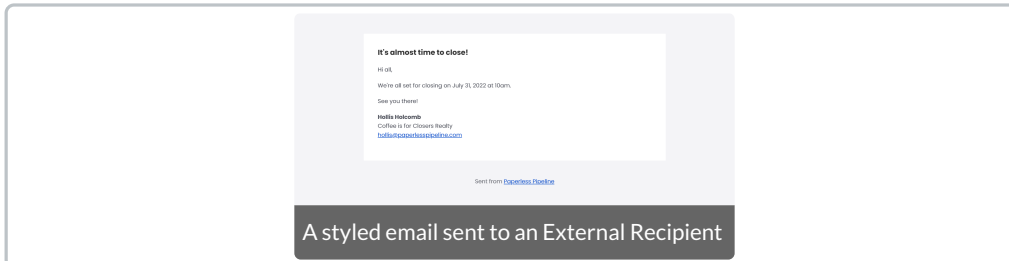 It's almost time to close!
Hi all,
We're all set for closing on July 31, 2022 at 10am.
See you there!
Hollis Holcomb
Coffee is for Closers Realty
hollis@paperlesspipeline.com
Sent from Paperless Pipeline
A styled email sent to an External Recipient